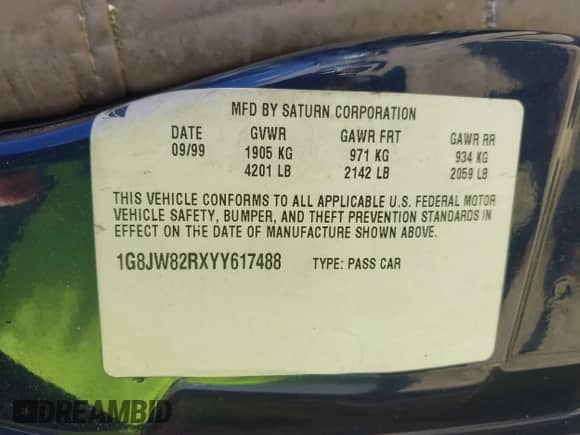 MFD BY SATURN CORPORATION
DATE GVWR GAWR FRT GAWR RR
09/99 1905 KG 971 KG 934 KG
4201 LB 2142 LB 2059 LB
THIS VEHICLE CONFORMS TO ALL APPLICABLE U.S. FEDERAL MOTOR
VEHICLE SAFETY, BUMPER, AND THEFT PREVENTION STANDARDS IN
EFFECT ON THE DATE OF MANUFACTURE SHOWN ABOVE.
1G8JW82RXYY617488 TYPE: PASS CAR
DREAMBID